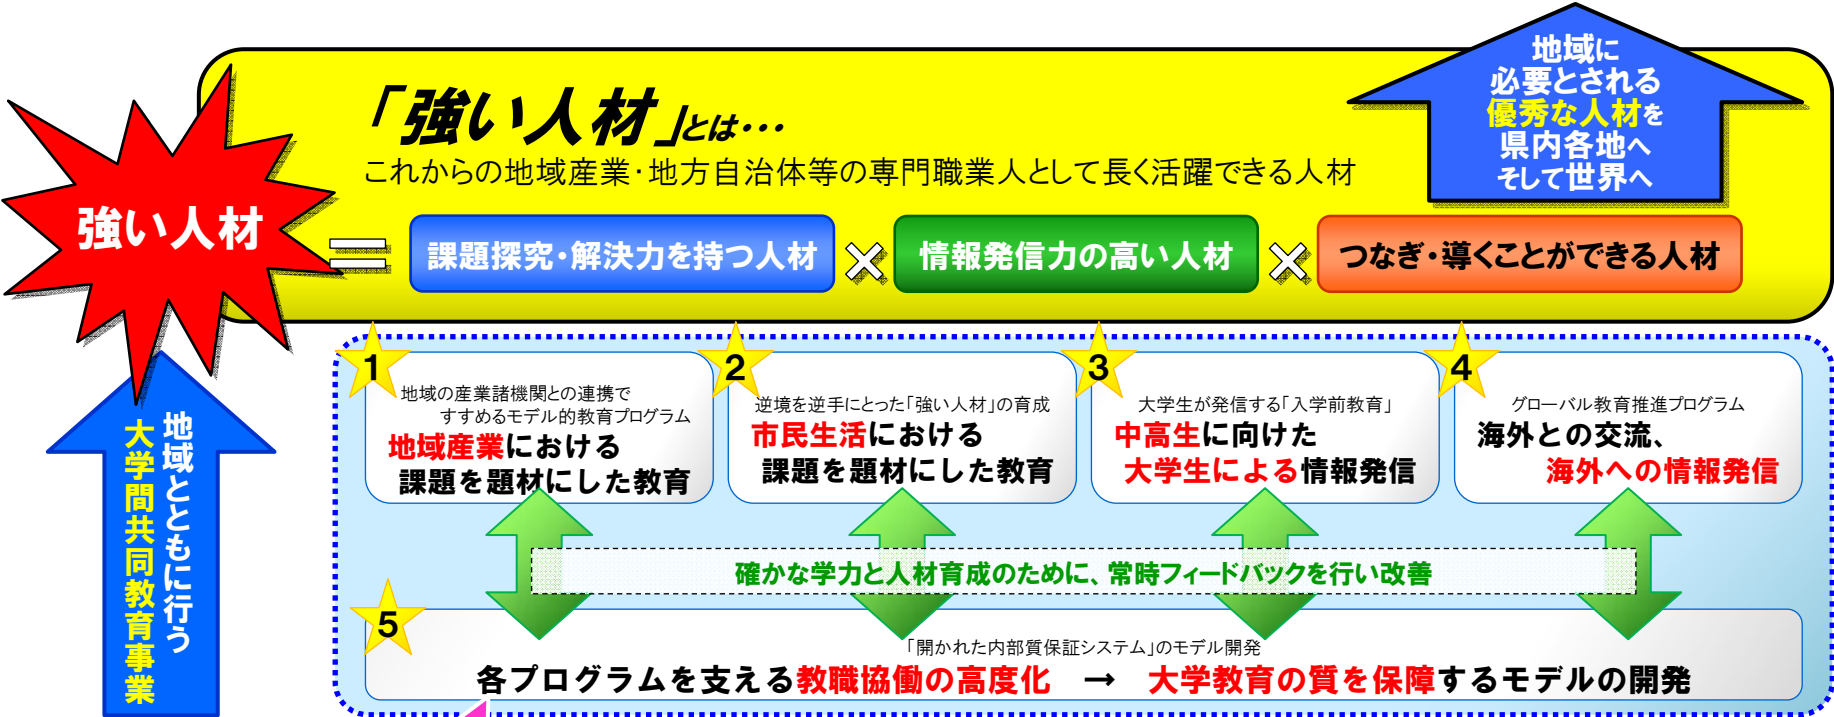 地域に
必要とされる
優秀な人材を
県内各地へ
そして世界へ
「強い人材」とは・・・
これからの地域産業・地方自治体等の専門職業人として長く活躍できる人材
強い人材
=
課題探究・解決力を持つ人材
×
情報発信力の高い人材
×
つなぎ・導くことができる人材
地域とともに行う
大学間共同教育事業
1
地域の産業諸機関との連携で
すすめるモデル的教育プログラム
地域産業における
課題を題材にした教育
2
逆境を逆手にとった「強い人材」の育成
市民生活における
課題を題材にした教育
3
大学生が発信する「入学前教育」
中高生に向けた
大学生による情報発信
4
グローバル教育推進プログラム
海外との交流、
海外への情報発信
確かな学力と人材育成のために、常時フィードバックを行い改善
5
「開かれた内部質保証システム」のモデル開発
各プログラムを支える教職協働の高度化 → 大学教育の質を保障するモデルの開発